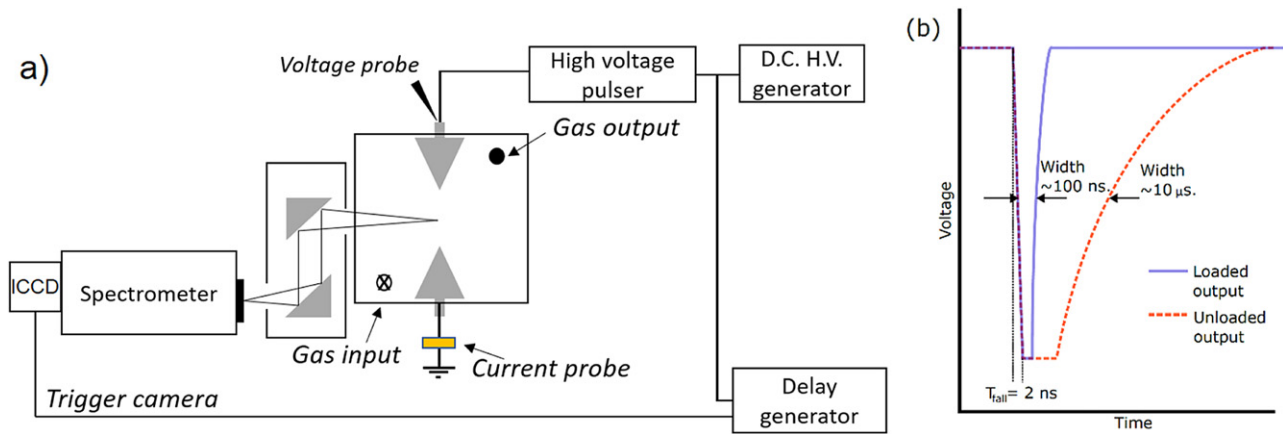 a)
Voltage probe
High voltage
pulser
D.C. H.V.
generator
Gas output
ICCD
Spectrometer
Gas input
Current probe
Trigger camera
Delay
generator
(b)
Voltage
Width
~100 ns.
Width
~10 μs.
Loaded
output
Unloaded
output
Tfall= 2 ns
Time